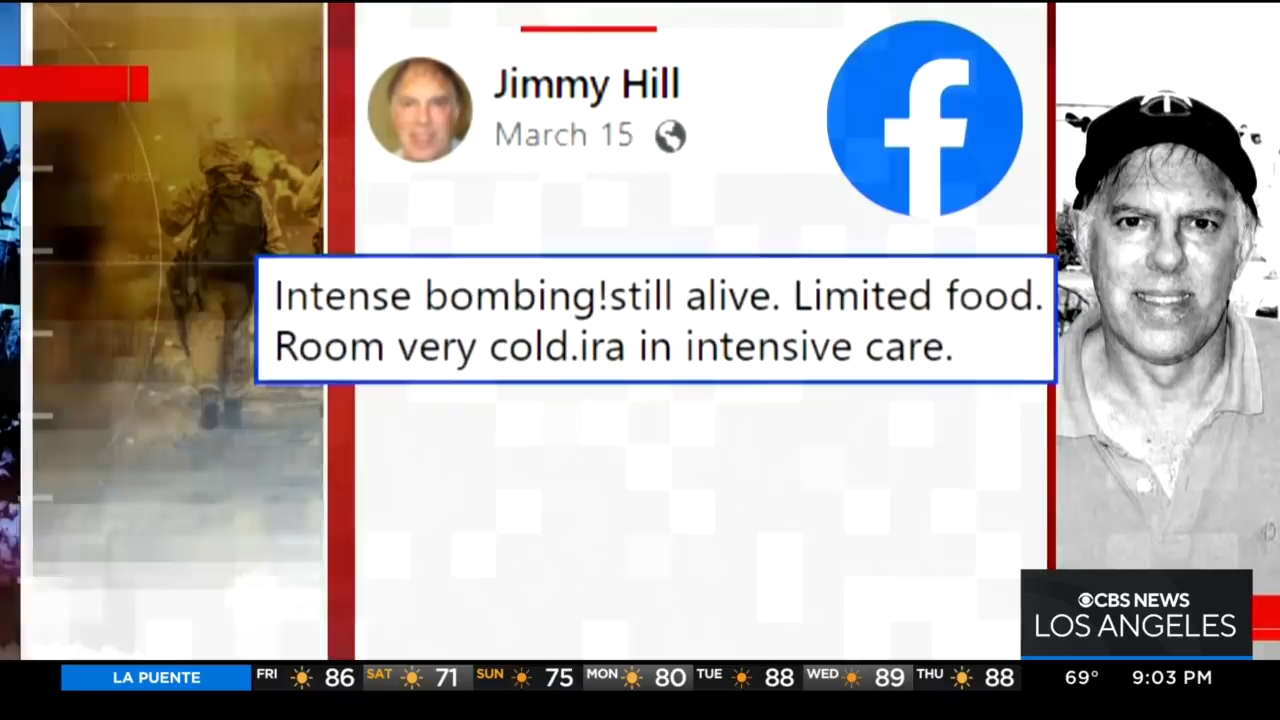 Jimmy Hill
March 15
f
Intense bombing!still alive. Limited food.
Room very cold.ira in intensive care.
CBS NEWS
LOS ANGELES
LA PUENTE FRI 86 SAT 71 SUN 75 MON 80 TUE 88 WED 89 THU 88 69° 9:03 PM